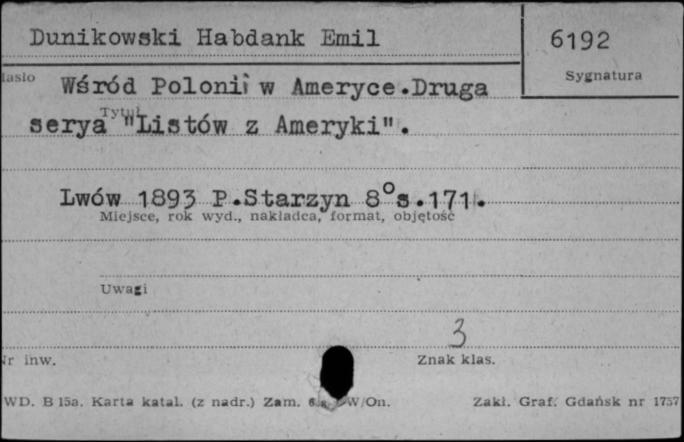 Dunikowski Habdank Emil
6192
Sygnatura
Hasło
Wśród Polonii w Ameryce.Druga
Tytuł
serya "Listów z Ameryki".
Lwów 1893 P.Starzyn 8° s.171.
Miejsce, rok wyd., nakładca, format, objętość
Uwagi
3
Nr inw.
Znak klas.
WD. B 15a. Karta katal. (z nadr.) Zam. W/On.
Zakł. Graf. Gdańsk nr 1757